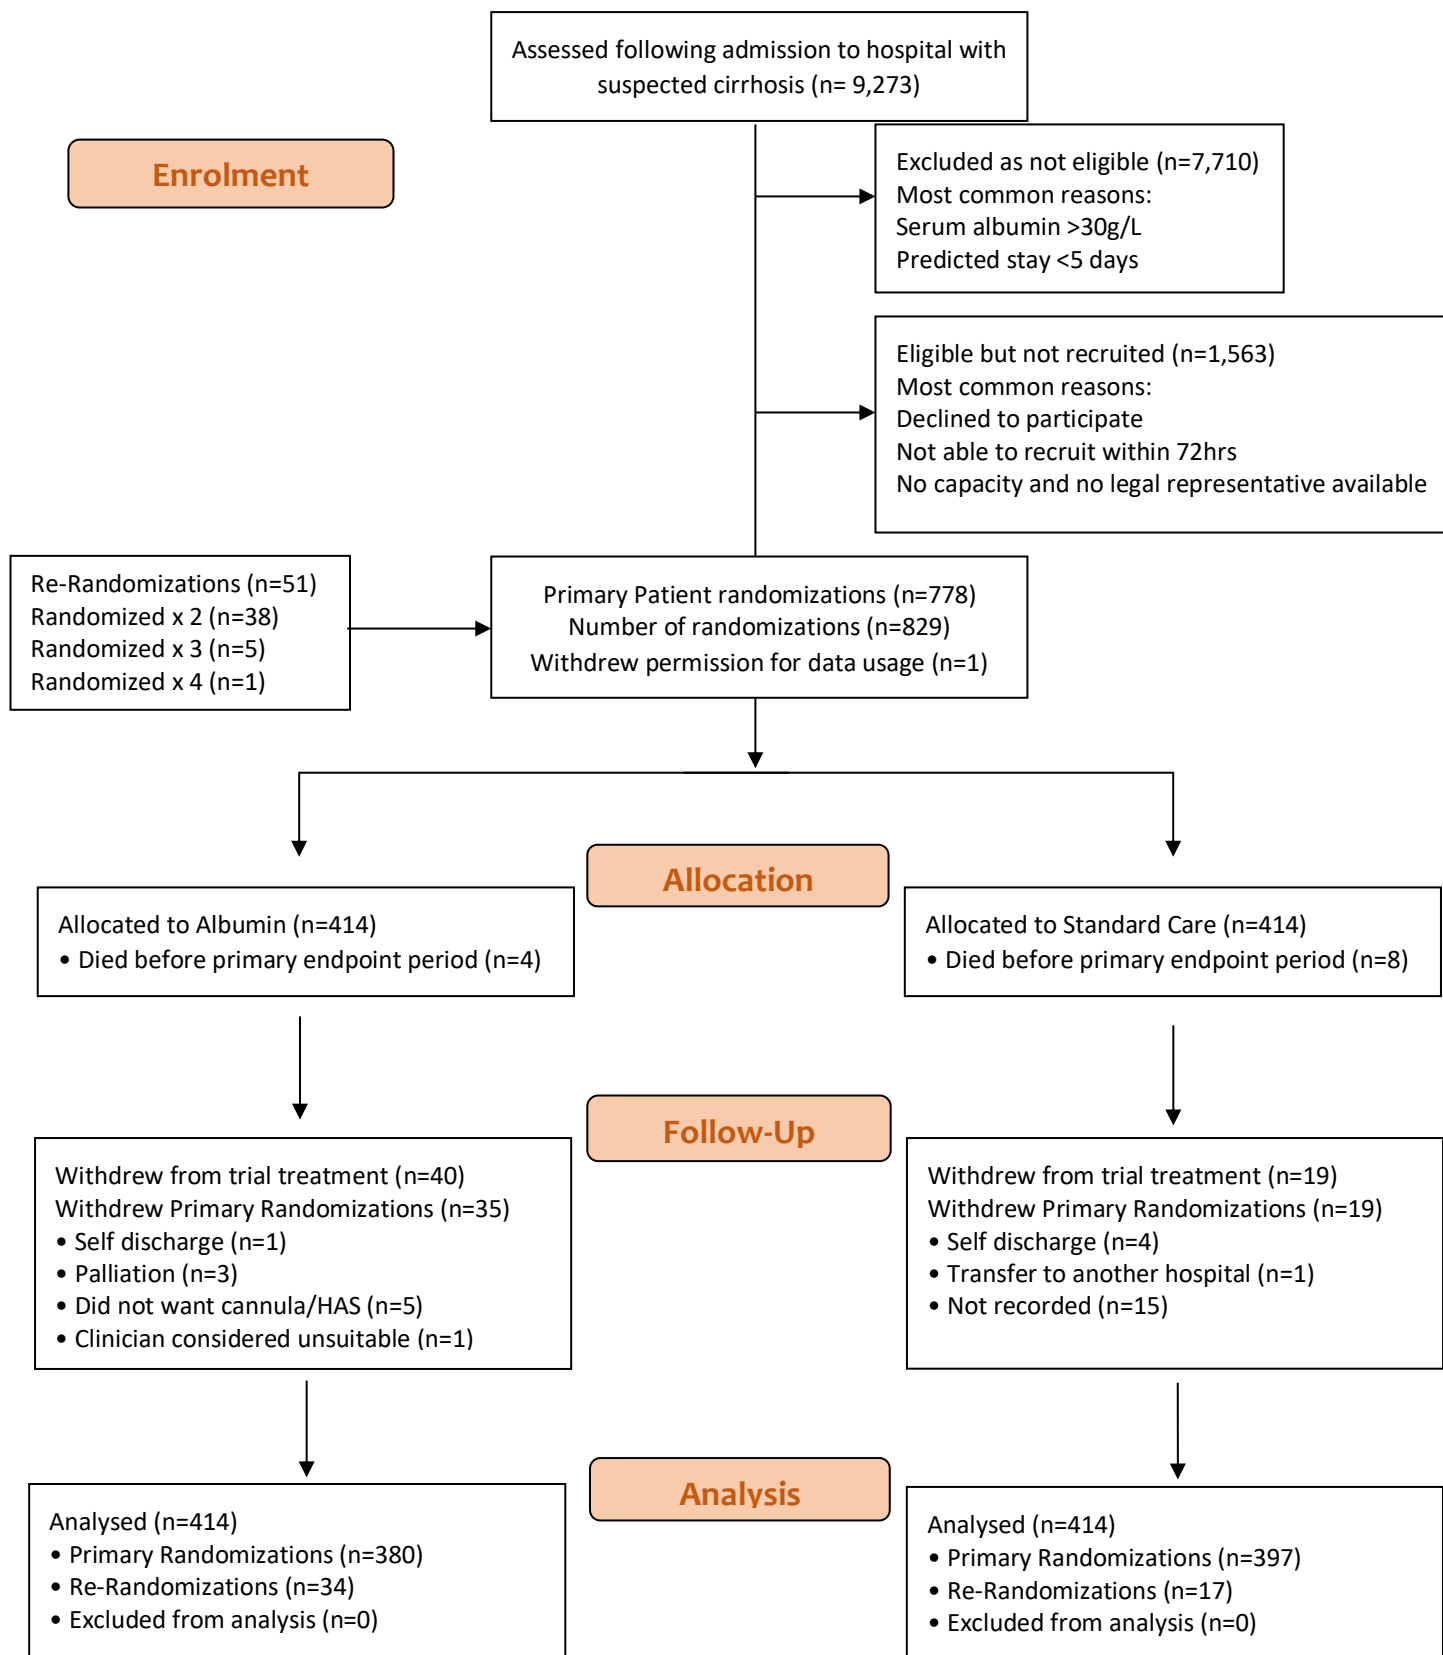 Assessed following admission to hospital with
suspected cirrhosis (n= 9,273)
Enrolment
Excluded as not eligible (n=7,710)
Most common reasons:
Serum albumin >30g/L
Predicted stay <5 days
Eligible but not recruited (n=1,563)
Most common reasons:
Declined to participate
Not able to recruit within 72hrs
No capacity and no legal representative available
Re-Randomizations (n=51)
Randomized x 2 (n=38)
Randomized x 3 (n=5)
Randomized x 4 (n=1)
Primary Patient randomizations (n=778)
Number of randomizations (n=829)
Withdrew permission for data usage (n=1)
Allocation
Allocated to Albumin (n=414)
• Died before primary endpoint period (n=4)
Allocated to Standard Care (n=414)
• Died before primary endpoint period (n=8)
Follow-Up
Withdrew from trial treatment (n=40)
Withdrew Primary Randomizations (n=35)
• Self discharge (n=1)
• Palliation (n=3)
• Did not want cannula/HAS (n=5)
• Clinician considered unsuitable (n=1)
Withdrew from trial treatment (n=19)
Withdrew Primary Randomizations (n=19)
• Self discharge (n=4)
• Transfer to another hospital (n=1)
• Not recorded (n=15)
Analysis
Analysed (n=414)
• Primary Randomizations (n=380)
• Re-Randomizations (n=34)
• Excluded from analysis (n=0)
Analysed (n=414)
• Primary Randomizations (n=397)
• Re-Randomizations (n=17)
• Excluded from analysis (n=0)